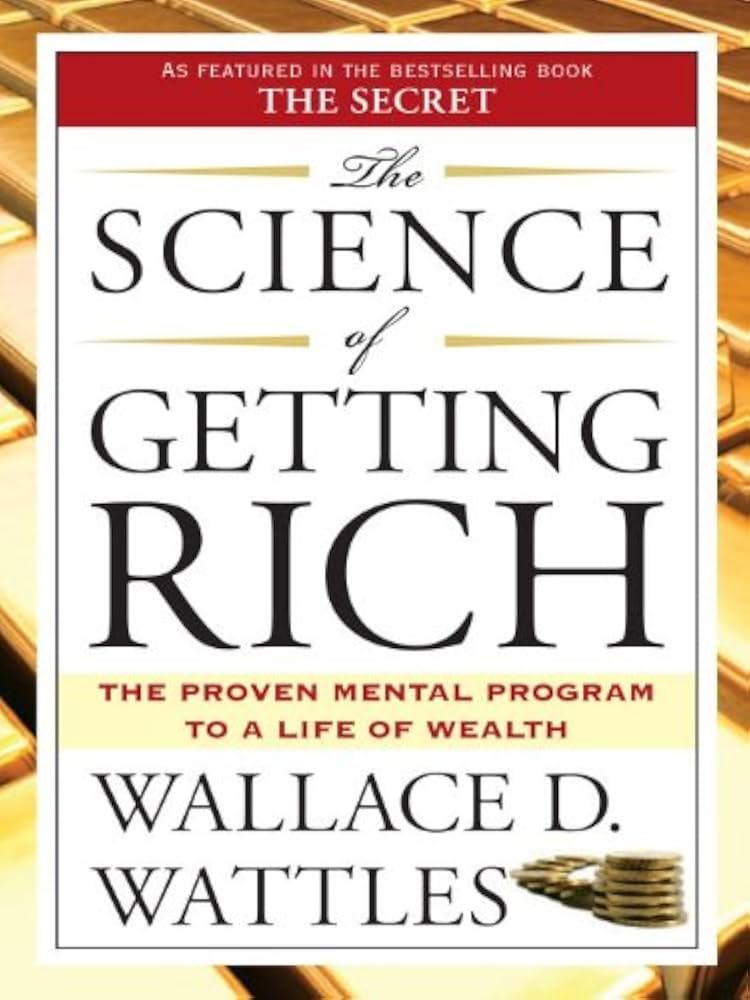 AS FEATURED IN THE BESTSELLING BOOK
THE SECRET
The
SCIENCE
of
GETTING
RICH
THE PROVEN MENTAL PROGRAM
TO A LIFE OF WEALTH
WALLACE D.
WATTLES